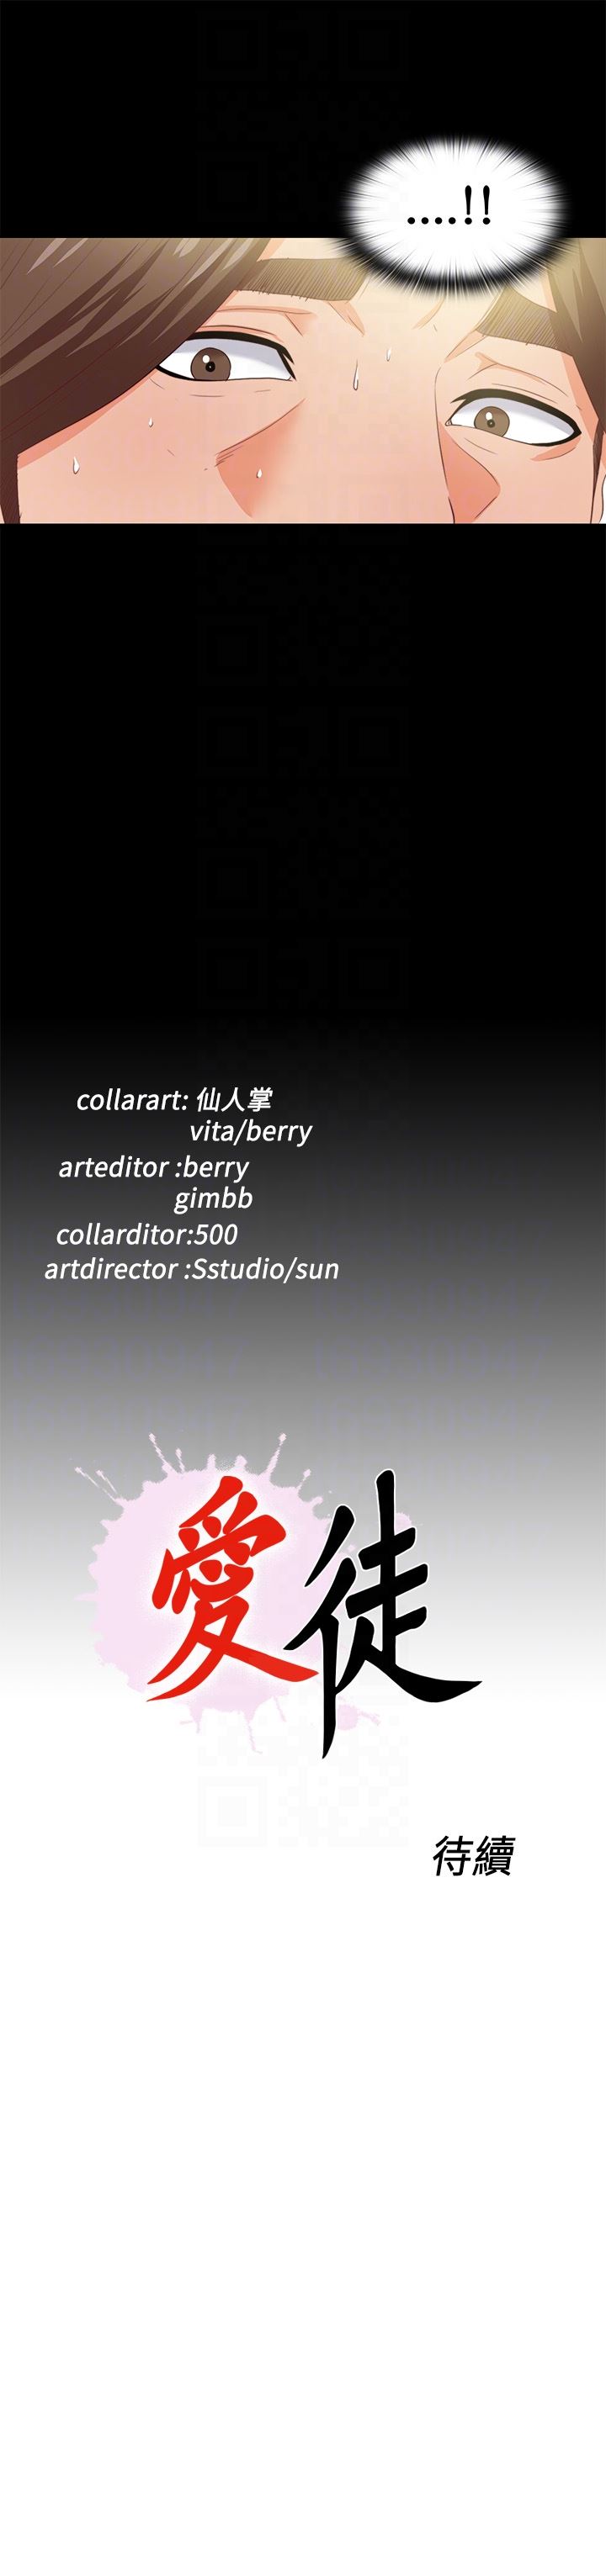 ....!!
collarart: 仙人掌
vita/berry
arteditor :berry
gimbb
collarditor:500
artdirector :Sstudio/sun
愛徒
待續